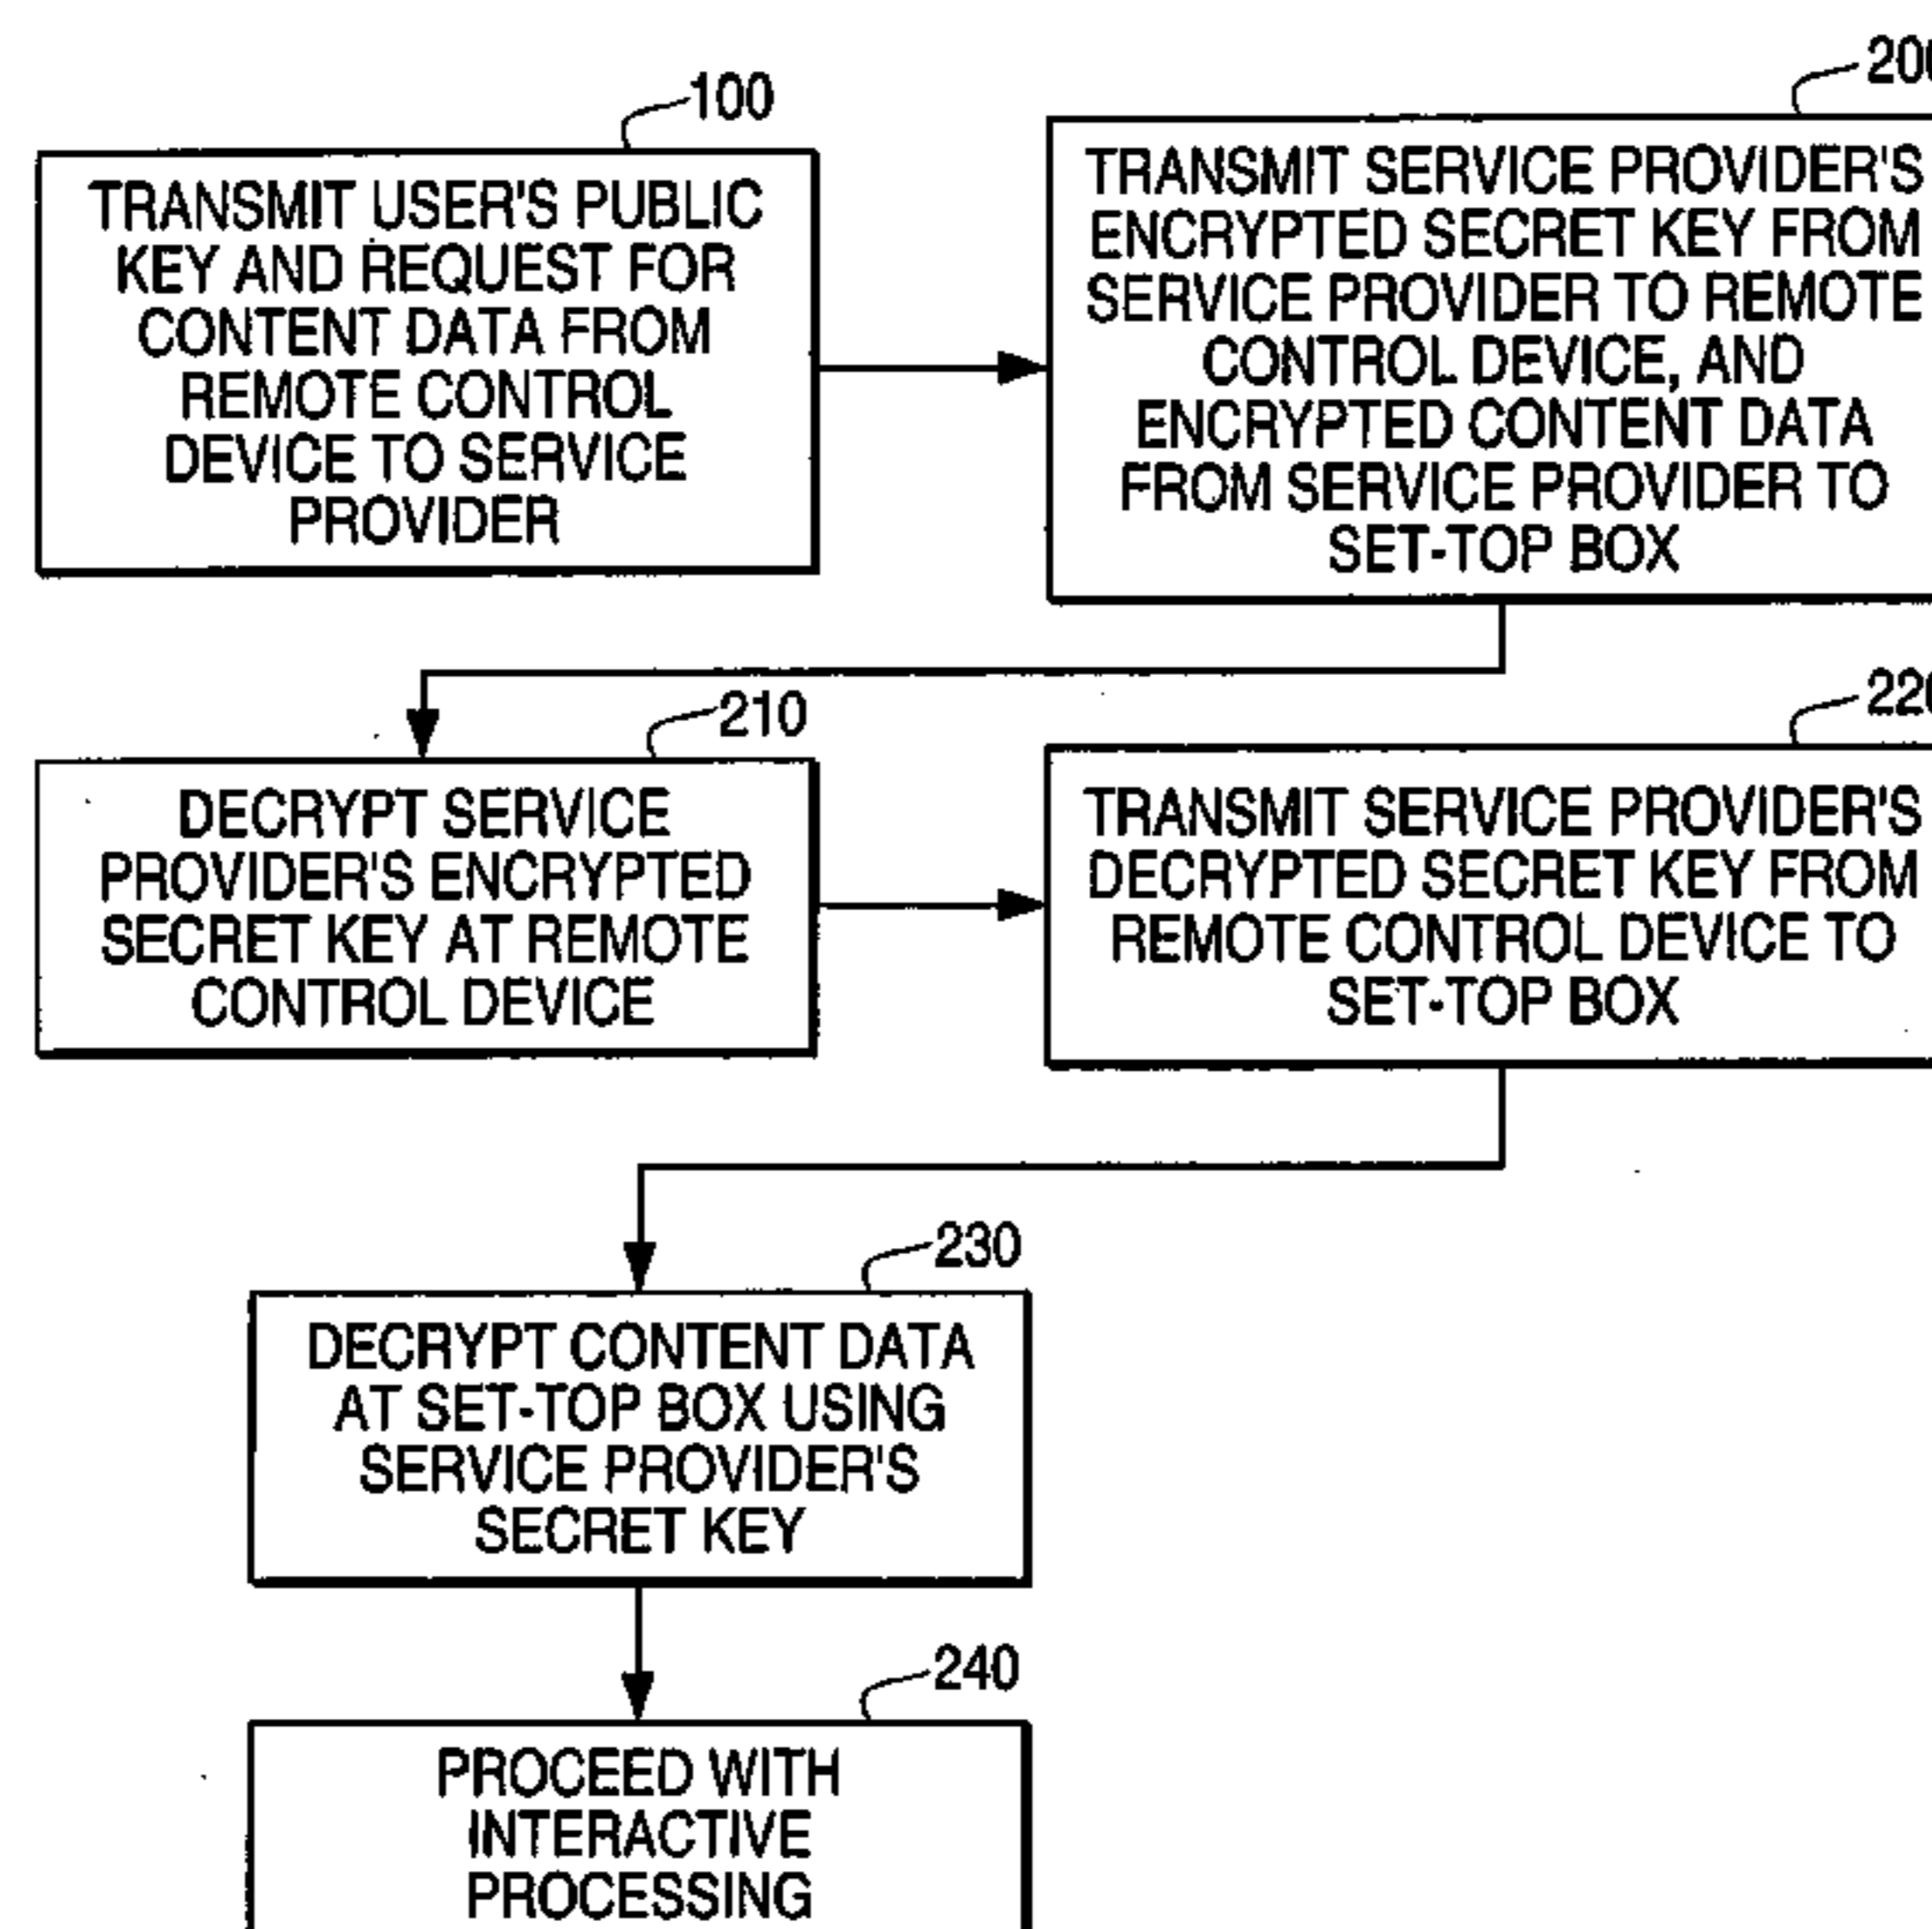 100
TRANSMIT USER'S PUBLIC
KEY AND REQUEST FOR
CONTENT DATA FROM
REMOTE CONTROL
DEVICE TO SERVICE
PROVIDER
200
TRANSMIT SERVICE PROVIDER'S
ENCRYPTED SECRET KEY FROM
SERVICE PROVIDER TO REMOTE
CONTROL DEVICE, AND
ENCRYPTED CONTENT DATA
FROM SERVICE PROVIDER TO
SET-TOP BOX
210
DECRYPT SERVICE
PROVIDER'S ENCRYPTED
SECRET KEY AT REMOTE
CONTROL DEVICE
220
TRANSMIT SERVICE PROVIDER'S
DECRYPTED SECRET KEY FROM
REMOTE CONTROL DEVICE TO
SET-TOP BOX
230
DECRYPT CONTENT DATA
AT SET-TOP BOX USING
SERVICE PROVIDER'S
SECRET KEY
240
PROCEED WITH
INTERACTIVE
PROCESSING